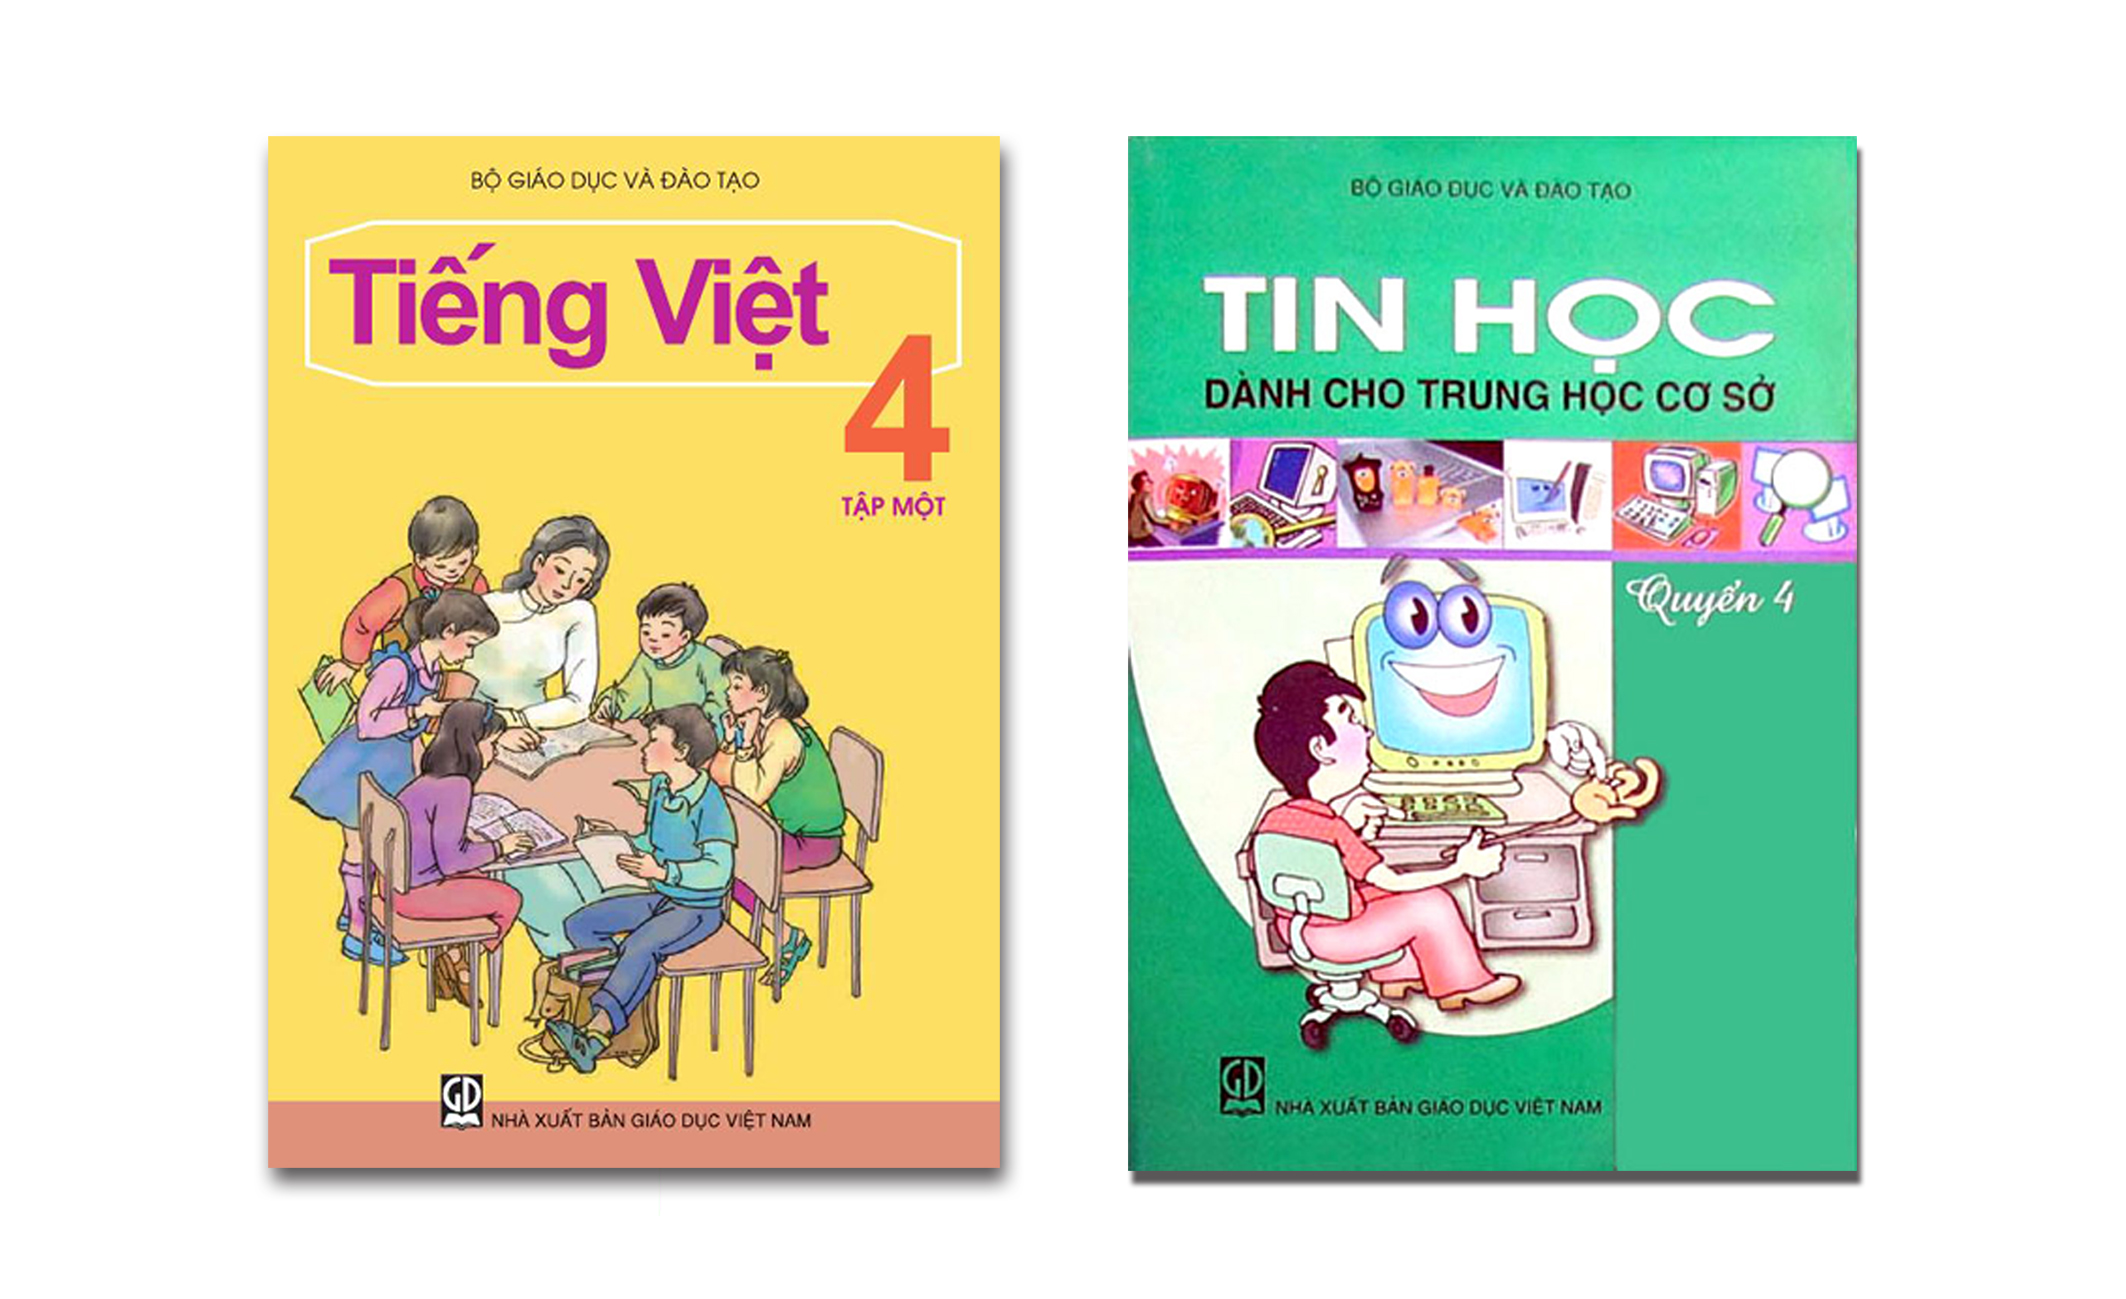 BỘ GIÁO DỤC VÀ ĐÀO TẠO
Tiếng Việt
4
TẬP MỘT
GD
NHÀ XUẤT BẢN GIÁO DỤC VIỆT NAM
BỘ GIÁO DỤC VÀ ĐÀO TẠO
TIN HỌC
DÀNH CHO TRUNG HỌC CƠ SỞ
Quyển 4
GD
NHÀ XUẤT BẢN GIÁO DỤC VIỆT NAM